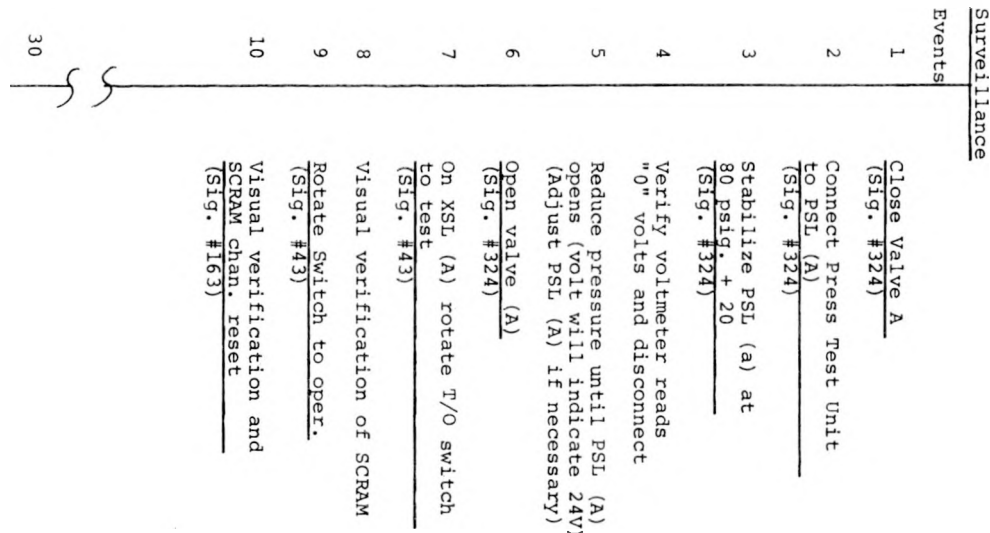 Surveillance
Events
1
Close Valve A
(Sig. #324)
2
Connect Press Test Unit
to PSL (A)
(Sig. #324)
3
Stabilize PSL (a) at
80 psig. + 20
(Sig. #324)
4
Verify voltmeter reads
"0" volts and disconnect
5
Reduce pressure until PSL (A)
opens (volt will indicate 24V)
(Adjust PSL (A) if necessary)
6
Open valve (A)
(Sig. #324)
7
On XSL (A) rotate T/O switch
to test
(Sig. #43)
8
Visual verification of SCRAM
9
Rotate Switch to oper.
(Sig. #43)
10
Visual verification and
SCRAM chan. reset
(Sig. #163)
30